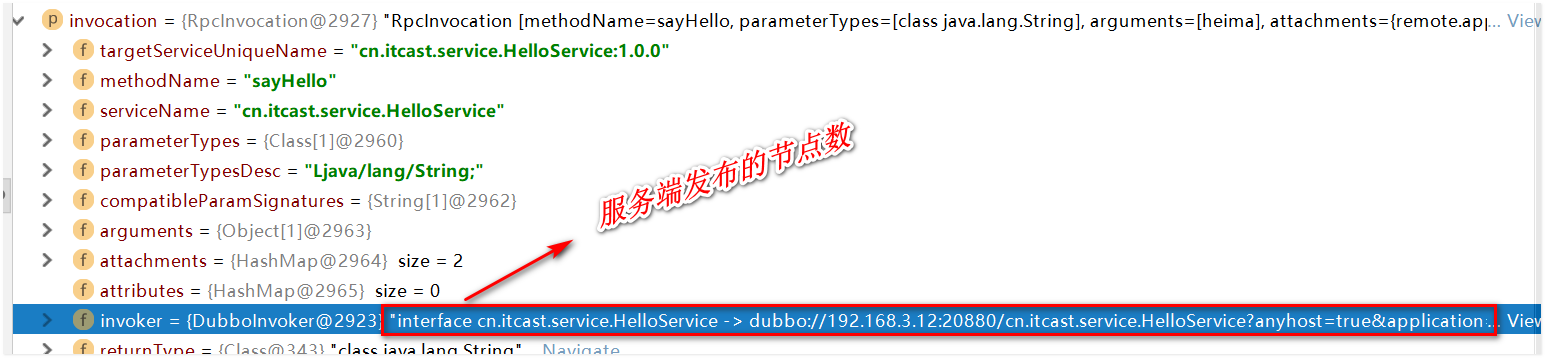 p invocation = {RpcInvocation@2927} "RpcInvocation [methodName=sayHello, parameterTypes=[class java.lang.String], arguments=[heima], attachments={remote.app... View
f targetServiceUniqueName = "cn.itcast.service.HelloService:1.0.0"
f methodName = "sayHello"
f serviceName = "cn.itcast.service.HelloService"
f parameterTypes = {Class[1]@2960}
f parameterTypesDesc = "Ljava/lang/String;"
f compatibleParamSignatures = {String[1]@2962}
f arguments = {Object[1]@2963}
f attachments = {HashMap@2964} size = 2
f attributes = {HashMap@2965} size = 0
f invoker = {DubboInvoker@2923} "interface cn.itcast.service.HelloService -> dubbo://192.168.3.12:20880/cn.itcast.service.HelloService?anyhost=true&application... View
f returnType = {Class@343} "class java.lang.String"... Navigate
服务端发布的节点数